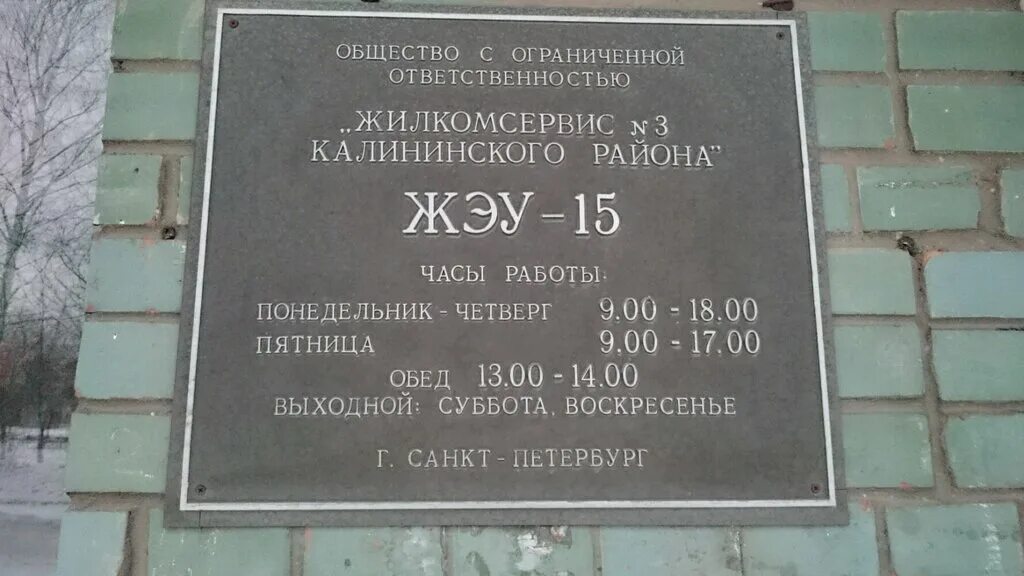 ОБЩЕСТВО С ОГРАНИЧЕННОЙ
ОТВЕТСТВЕННОСТЬЮ
„ЖИЛКОМСЕРВИС №3
КАЛИНИНСКОГО РАЙОНА”
ЖЭУ-15
ЧАСЫ РАБОТЫ:
ПОНЕДЕЛЬНИК - ЧЕТВЕРГ 9.00 - 18.00
ПЯТНИЦА 9.00 - 17.00
ОБЕД 13.00 - 14.00
ВЫХОДНОЙ: СУББОТА, ВОСКРЕСЕНЬЕ
Г. САНКТ - ПЕТЕРБУРГ